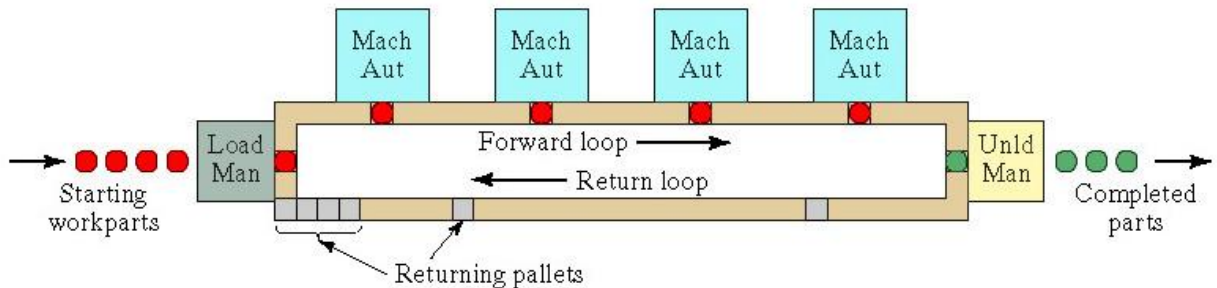 Mach
Aut
Mach
Aut
Mach
Aut
Mach
Aut
Load
Man
Forward loop
Return loop
Unld
Man
Starting
workparts
Completed
parts
Returning pallets